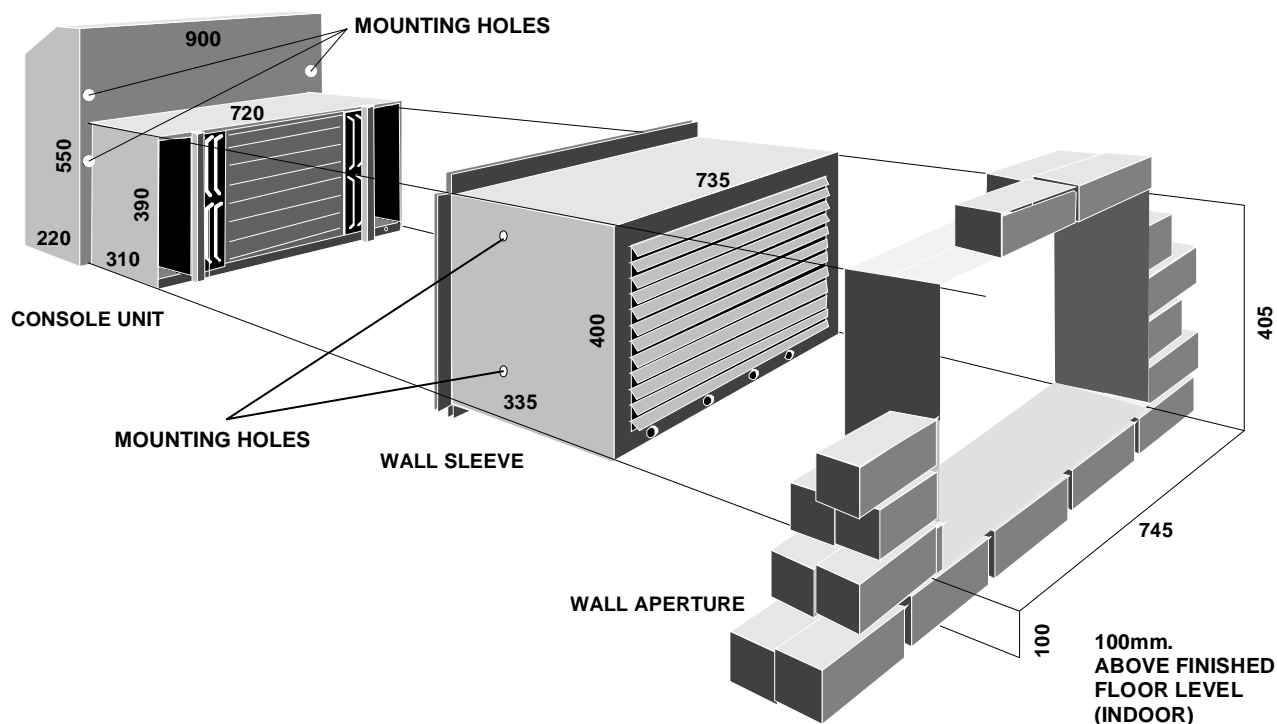 MOUNTING HOLES
900
720
550
390
220
310
CONSOLE UNIT
735
400
335
MOUNTING HOLES
WALL SLEEVE
405
745
WALL APERTURE
100
100mm.
ABOVE FINISHED
FLOOR LEVEL
(INDOOR)